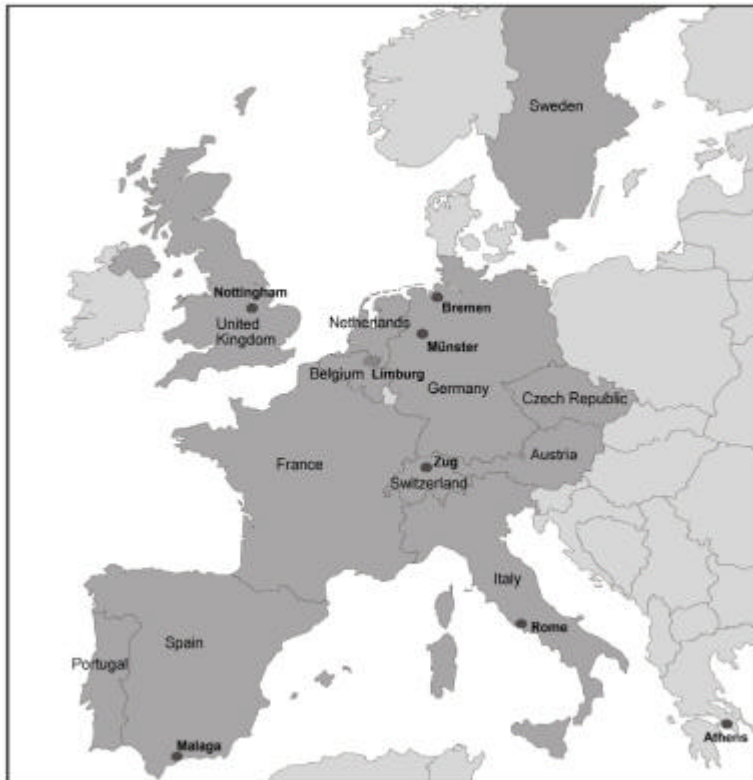 Sweden
Nottingham
United
Kingdom
Netherlands
Bremen
Münster
Belgium
Limburg
Germany
Czech Republic
France
Zug
Switzerland
Austria
Italy
Rome
Spain
Portugal
Malaga
Athens